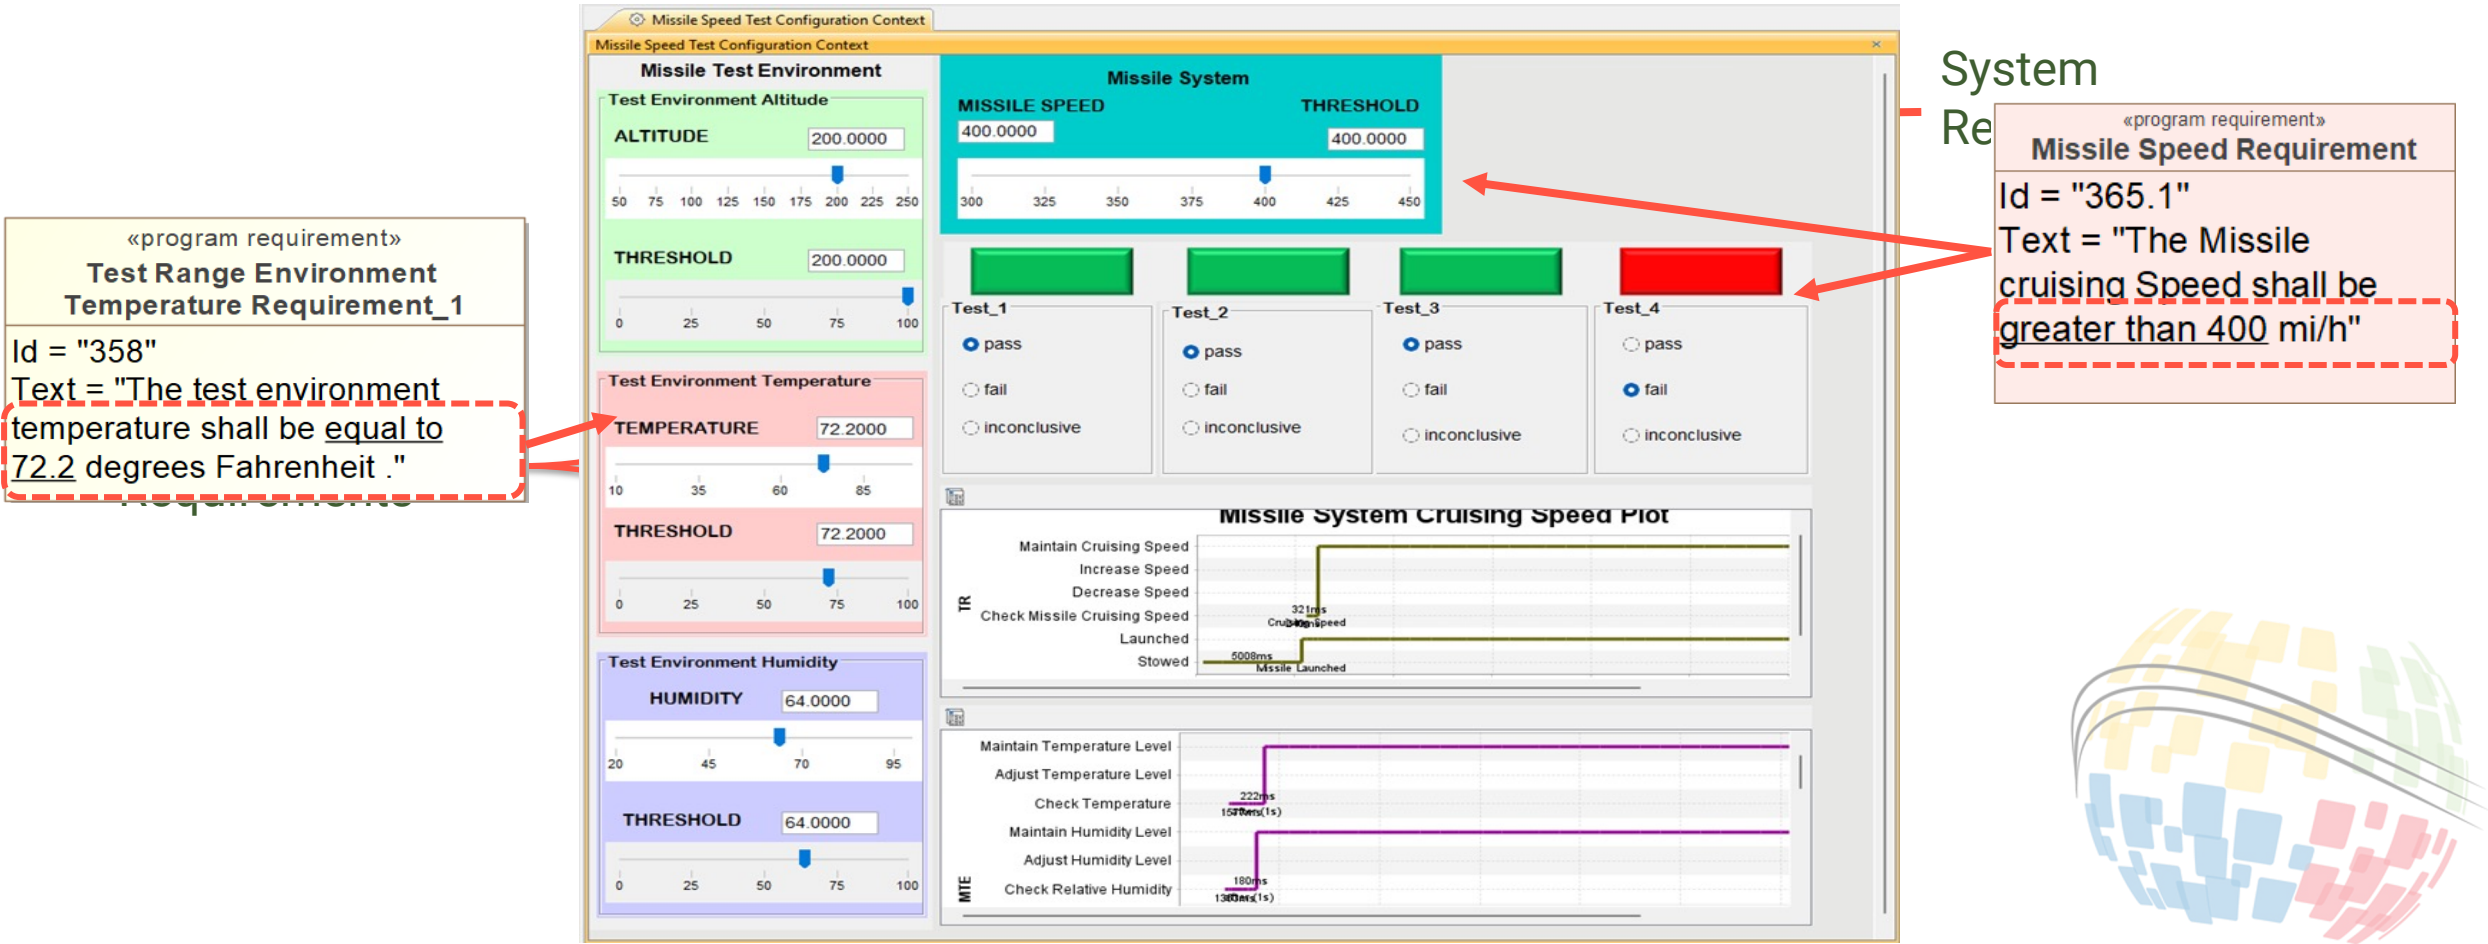 Missile Speed Test Configuration Context
Missile Speed Test Configuration Context
Missile Test Environment
Test Environment Altitude
ALTITUDE 200.0000
50 75 100 125 150 175 200 225 250
THRESHOLD 200.0000
0 25 50 75 100
Test Environment Temperature
TEMPERATURE 72.2000
10 35 60 85
THRESHOLD 72.2000
0 25 50 75 100
Test Environment Humidity
HUMIDITY 64.0000
20 45 70 95
THRESHOLD 64.0000
0 25 50 75 100
Missile System
MISSILE SPEED THRESHOLD
400.0000 400.0000
300 325 350 375 400 425 450
Test_1
pass
fail
inconclusive
Test_2
pass
fail
inconclusive
Test_3
pass
fail
inconclusive
Test_4
pass
fail
inconclusive
Missile System Cruising Speed Plot
TR
Maintain Cruising Speed
Increase Speed
Decrease Speed
Check Missile Cruising Speed
Launched
Stowed
321ms
Cruising Speed
5008ms
Missile Launched
MTE
Maintain Temperature Level
Adjust Temperature Level
Check Temperature
Maintain Humidity Level
Adjust Humidity Level
Check Relative Humidity
222ms
180ms
«program requirement»
Test Range Environment
Temperature Requirement_1
Id = "358"
Text = "The test environment
temperature shall be equal to
72.2 degrees Fahrenheit ."
Requirements
System
Re
«program requirement»
Missile Speed Requirement
Id = "365.1"
Text = "The Missile
cruising Speed shall be
greater than 400 mi/h"